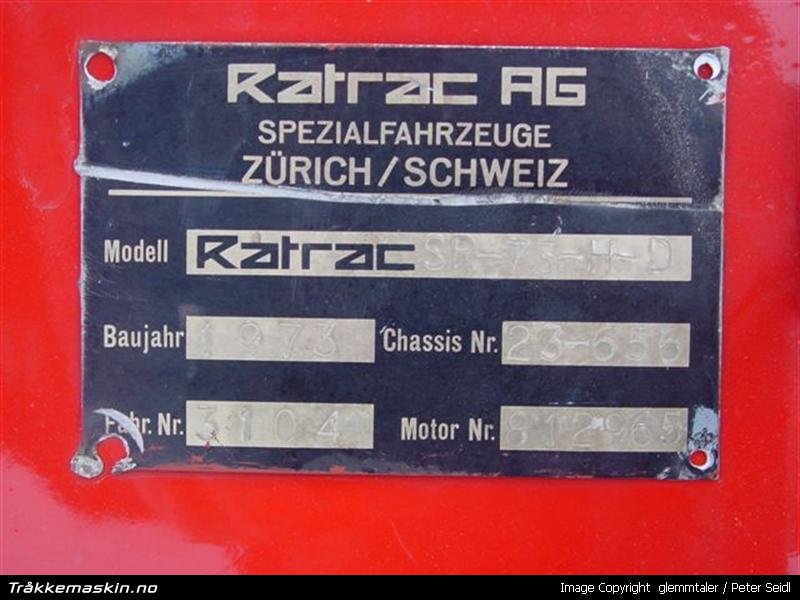 Ratrac AG
SPEZIALFAHRZEUGE
ZÜRICH/SCHWEIZ
Modell Ratrac SR-73-H-D
Baujahr 1973 Chassis Nr. 23-656
Fabr. Nr. 3104 Motor Nr. 812965
Tråkkemaskin.no Image Copyright glemmtaler / Peter Seidl